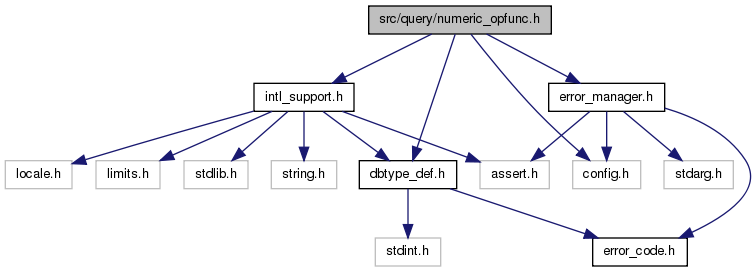 src/query/numeric_opfunc.h
intl_support.h
error_manager.h
locale.h
limits.h
stdlib.h
string.h
dbtype_def.h
assert.h
config.h
stdarg.h
stdint.h
error_code.h